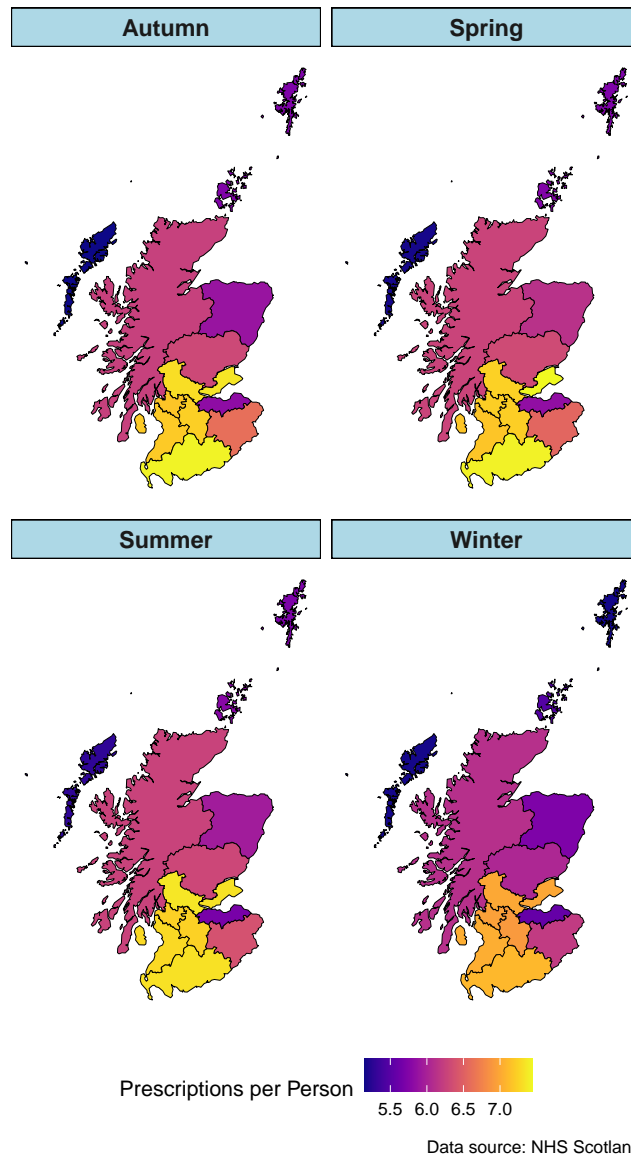 Autumn
Spring
Summer
Winter
Prescriptions per Person
5.5 6.0 6.5 7.0
Data source: NHS Scotlan